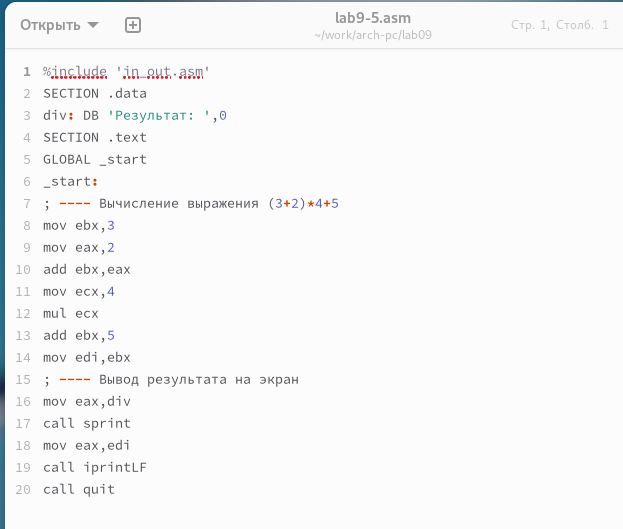 Открыть
lab9-5.asm
~/work/arch-pc/lab09
Стр. 1, Столб. 1
1 %include 'in_out.asm'
2 SECTION .data
3 div: DB 'Результат: ',0
4 SECTION .text
5 GLOBAL _start
6 _start:
7 ; ---- Вычисление выражения (3+2)*4+5
8 mov ebx,3
9 mov eax,2
10 add ebx,eax
11 mov ecx,4
12 mul ecx
13 add ebx,5
14 mov edi,ebx
15 ; ---- Вывод результата на экран
16 mov eax,div
17 call sprint
18 mov eax,edi
19 call iprintLF
20 call quit